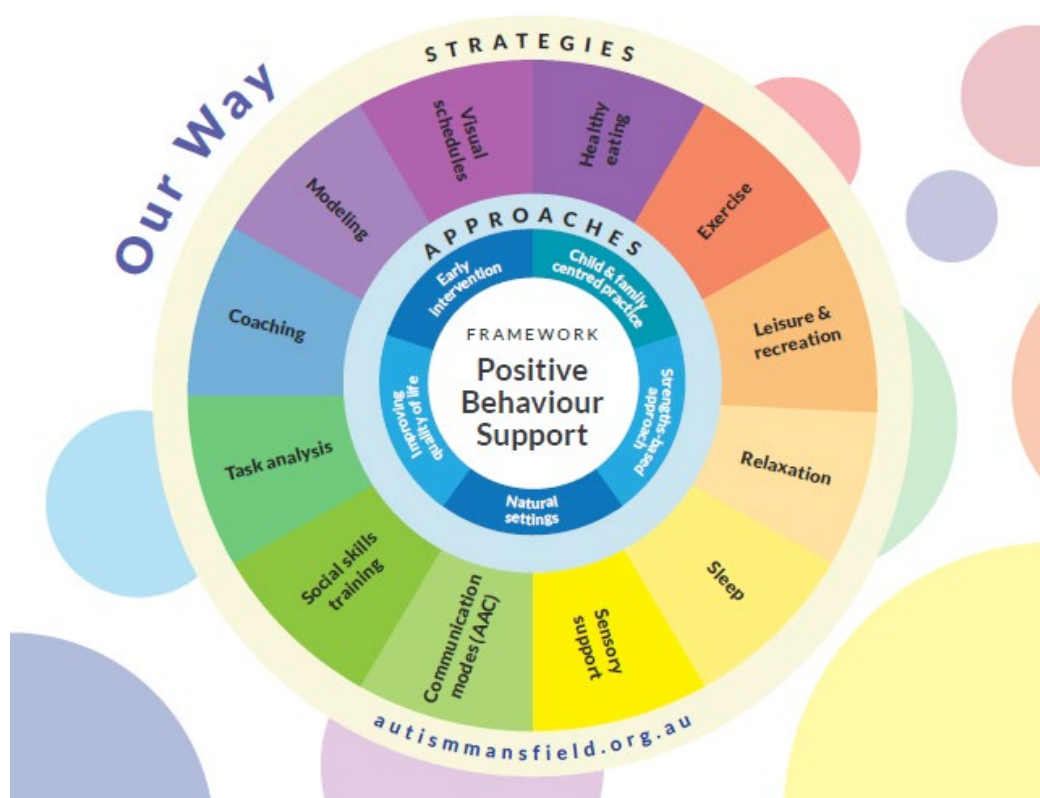 Our Way
STRATEGIES
Healthy
eating
Exercise
Leisure &
recreation
Relaxation
Sleep
Sensory
support
Communication
modes (AAC)
Social skills
training
Task analysis
Coaching
Modeling
Visual
schedules
APPROACHES
Child & family
centred practice
Strengths-based
approach
Natural
settings
Improving
quality of life
Early
intervention
FRAMEWORK
Positive
Behaviour
Support
autismmansfield.org.au